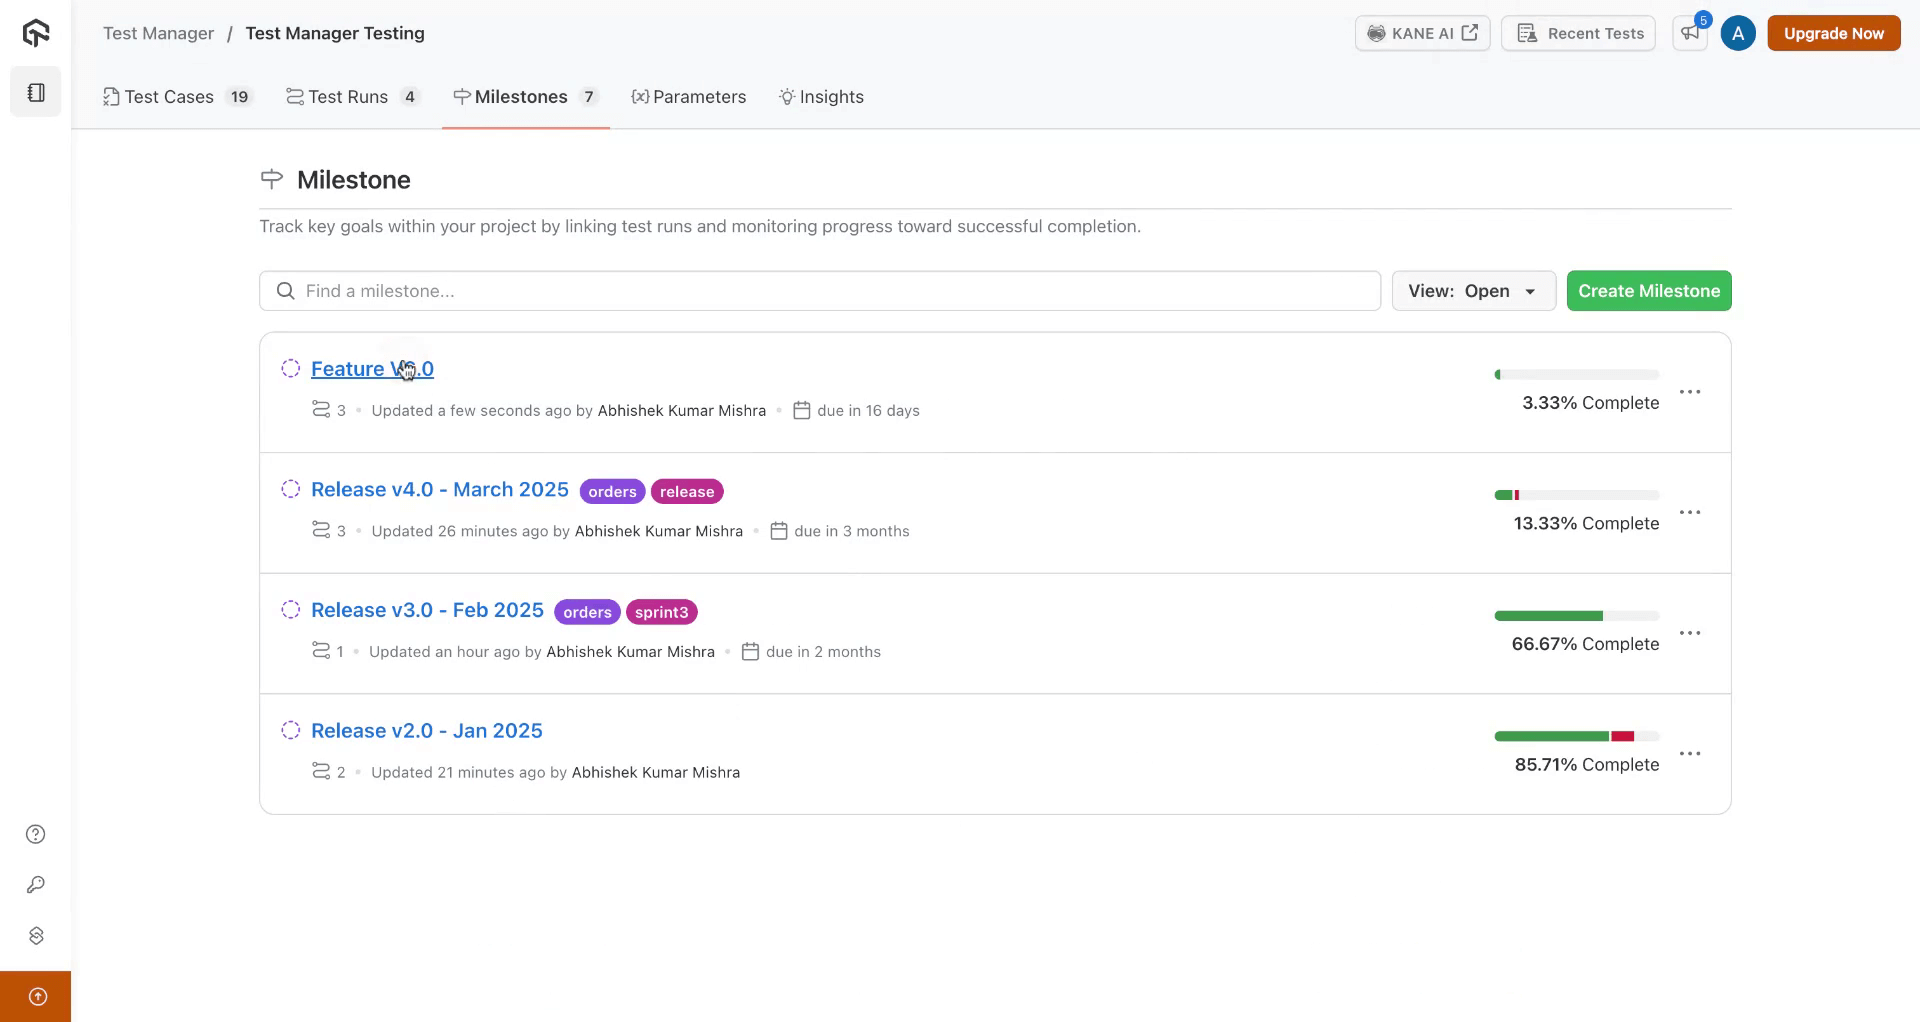 Test Manager / Test Manager Testing
KANE AI
Recent Tests
5
A
Upgrade Now
Test Cases 19
Test Runs 4
Milestones 7
{x} Parameters
Insights
Milestone
Track key goals within your project by linking test runs and monitoring progress toward successful completion.
Find a milestone...
View: Open
Create Milestone
Feature
3 • Updated a few seconds ago by Abhishek Kumar Mishra • due in 16 days
3.33% Complete
Release v4.0 - March 2025 orders release
3 • Updated 26 minutes ago by Abhishek Kumar Mishra • due in 3 months
13.33% Complete
Release v3.0 - Feb 2025 orders sprint3
1 • Updated an hour ago by Abhishek Kumar Mishra • due in 2 months
66.67% Complete
Release v2.0 - Jan 2025
2 • Updated 21 minutes ago by Abhishek Kumar Mishra
85.71% Complete